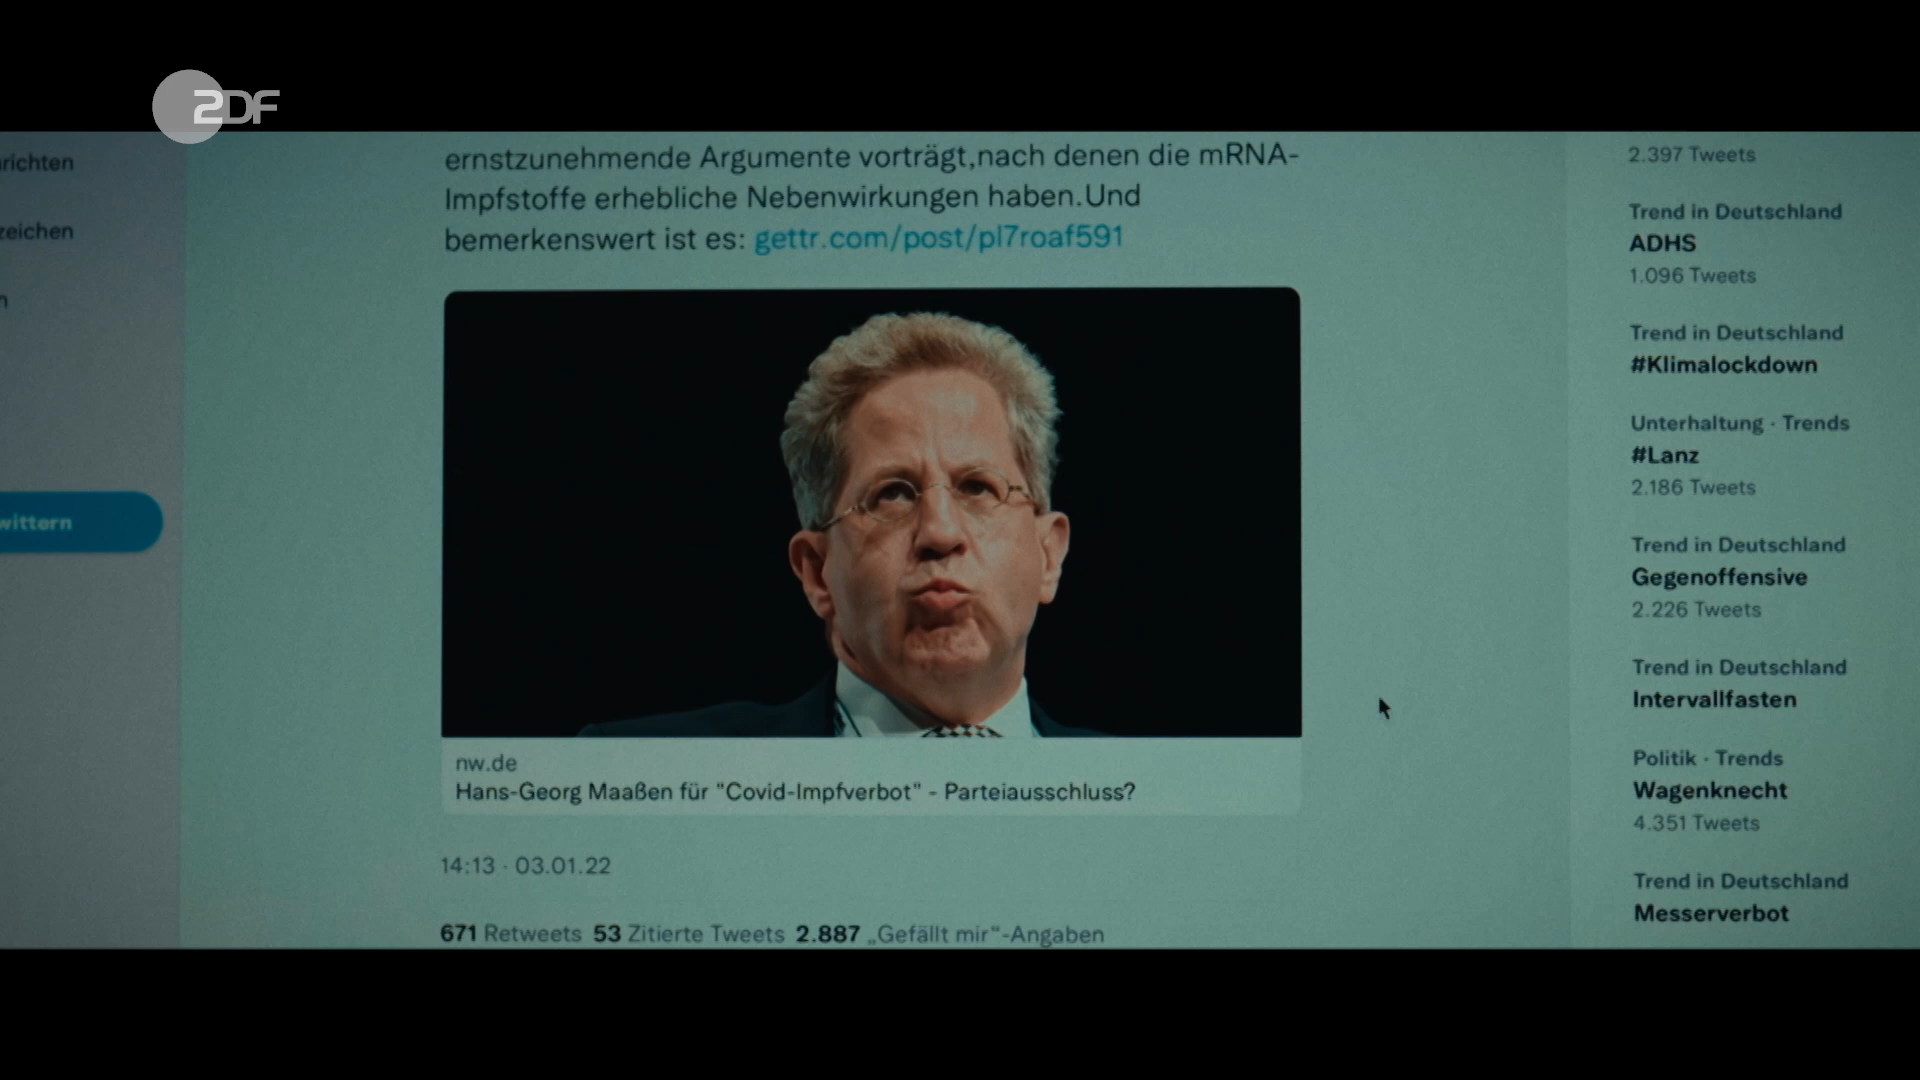 ZDF
richten
zeichen
n
wittern
ernstzunehmende Argumente vorträgt,nach denen die mRNA-
Impfstoffe erhebliche Nebenwirkungen haben.Und
bemerkenswert ist es: gettr.com/post/pl7roaf591
nw.de
Hans-Georg Maaßen für "Covid-Impfverbot" - Parteiausschluss?
14:13 · 03.01.22
671 Retweets 53 Zitierte Tweets 2.887 „Gefällt mir“-Angaben
2.397 Tweets
Trend in Deutschland
ADHS
1.096 Tweets
Trend in Deutschland
#Klimalockdown
Unterhaltung · Trends
#Lanz
2.186 Tweets
Trend in Deutschland
Gegenoffensive
2.226 Tweets
Trend in Deutschland
Intervallfasten
Politik · Trends
Wagenknecht
4.351 Tweets
Trend in Deutschland
Messerverbot